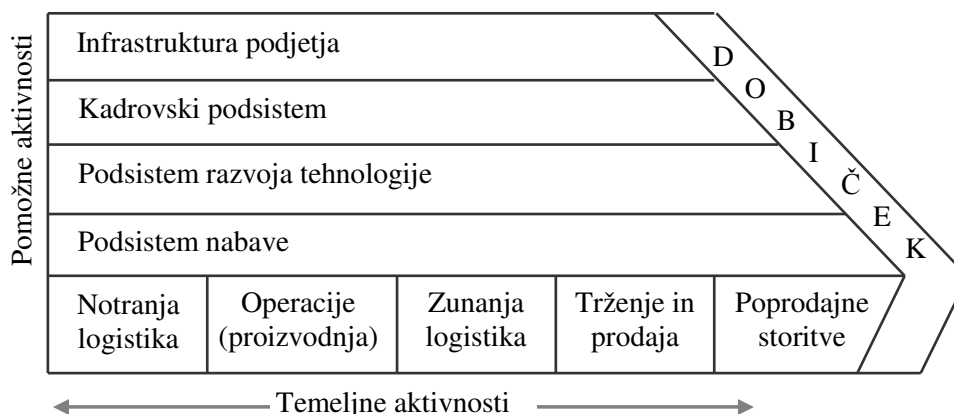 Pomožne aktivnosti
Infrastruktura podjetja
Kadrovski podsistem
Podsistem razvoja tehnologije
Podsistem nabave
DOBIČEK
Notranja
logistika
Operacije
(proizvodnja)
Zunanja
logistika
Trženje in
prodaja
Poprodajne
storitve
Temeljne aktivnosti